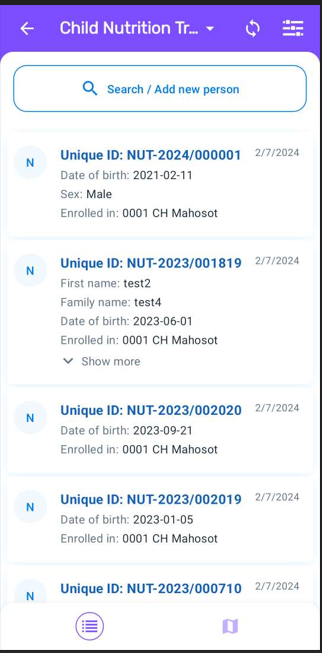 Child Nutrition Tr...
Search / Add new person
N
Unique ID: NUT-2024/000001
2/7/2024
Date of birth: 2021-02-11
Sex: Male
Enrolled in: 0001 CH Mahosot
N
Unique ID: NUT-2023/001819
2/7/2024
First name: test2
Family name: test4
Date of birth: 2023-06-01
Enrolled in: 0001 CH Mahosot
Show more
N
Unique ID: NUT-2023/002020
2/7/2024
Date of birth: 2023-09-21
Enrolled in: 0001 CH Mahosot
N
Unique ID: NUT-2023/002019
2/7/2024
Date of birth: 2023-01-05
Enrolled in: 0001 CH Mahosot
N
Unique ID: NUT-2023/000710
2/7/2024